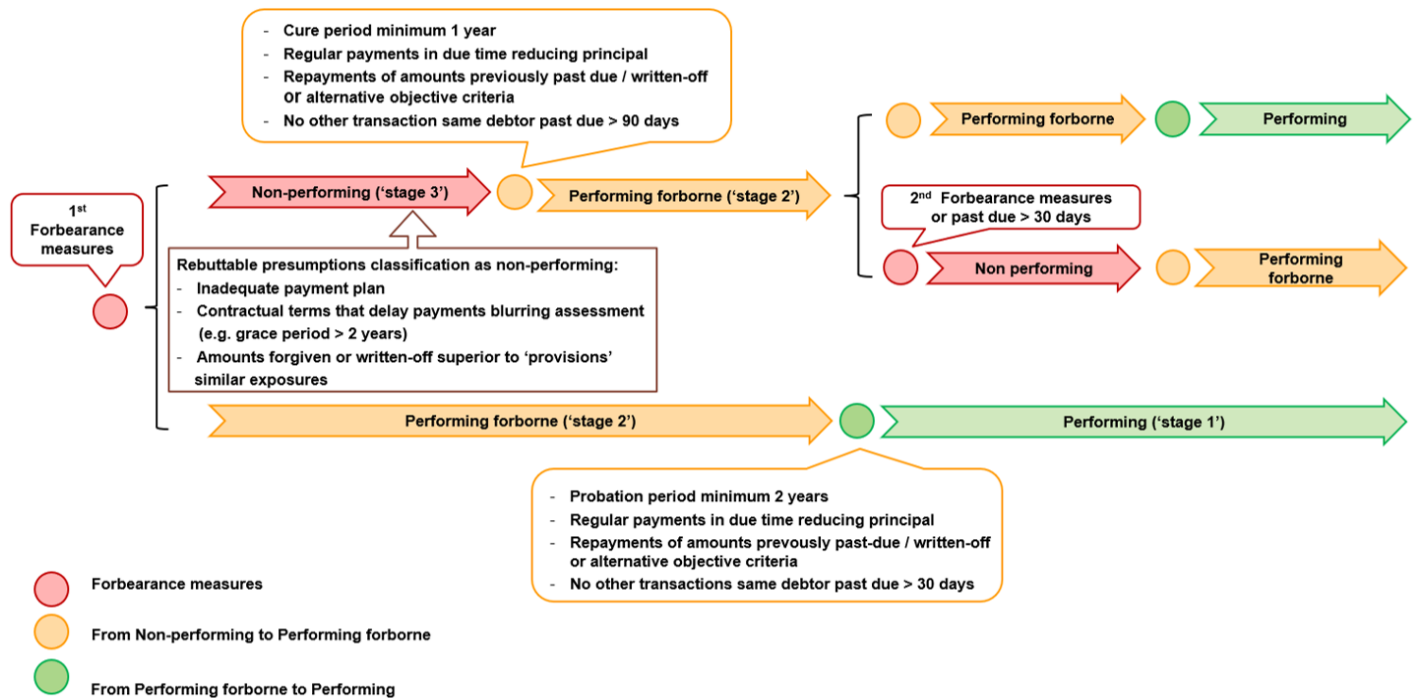 - Cure period minimum 1 year
- Regular payments in due time reducing principal
- Repayments of amounts previously past due / written-off
or alternative objective criteria
- No other transaction same debtor past due > 90 days
Performing forborne
Performing
1st
Forbearance
measures
Non-performing (‘stage 3’)
Performing forborne (‘stage 2’)
2nd Forbearance measures
or past due > 30 days
Rebuttable presumptions classification as non-performing:
- Inadequate payment plan
- Contractual terms that delay payments blurring assessment
(e.g. grace period > 2 years)
- Amounts forgiven or written-off superior to ‘provisions’
similar exposures
Non performing
Performing
forborne
Performing forborne (‘stage 2’)
Performing (‘stage 1’)
- Probation period minimum 2 years
- Regular payments in due time reducing principal
- Repayments of amounts prevously past-due / written-off
or alternative objective criteria
- No other transactions same debtor past due > 30 days
Forbearance measures
From Non-performing to Performing forborne
From Performing forborne to Performing